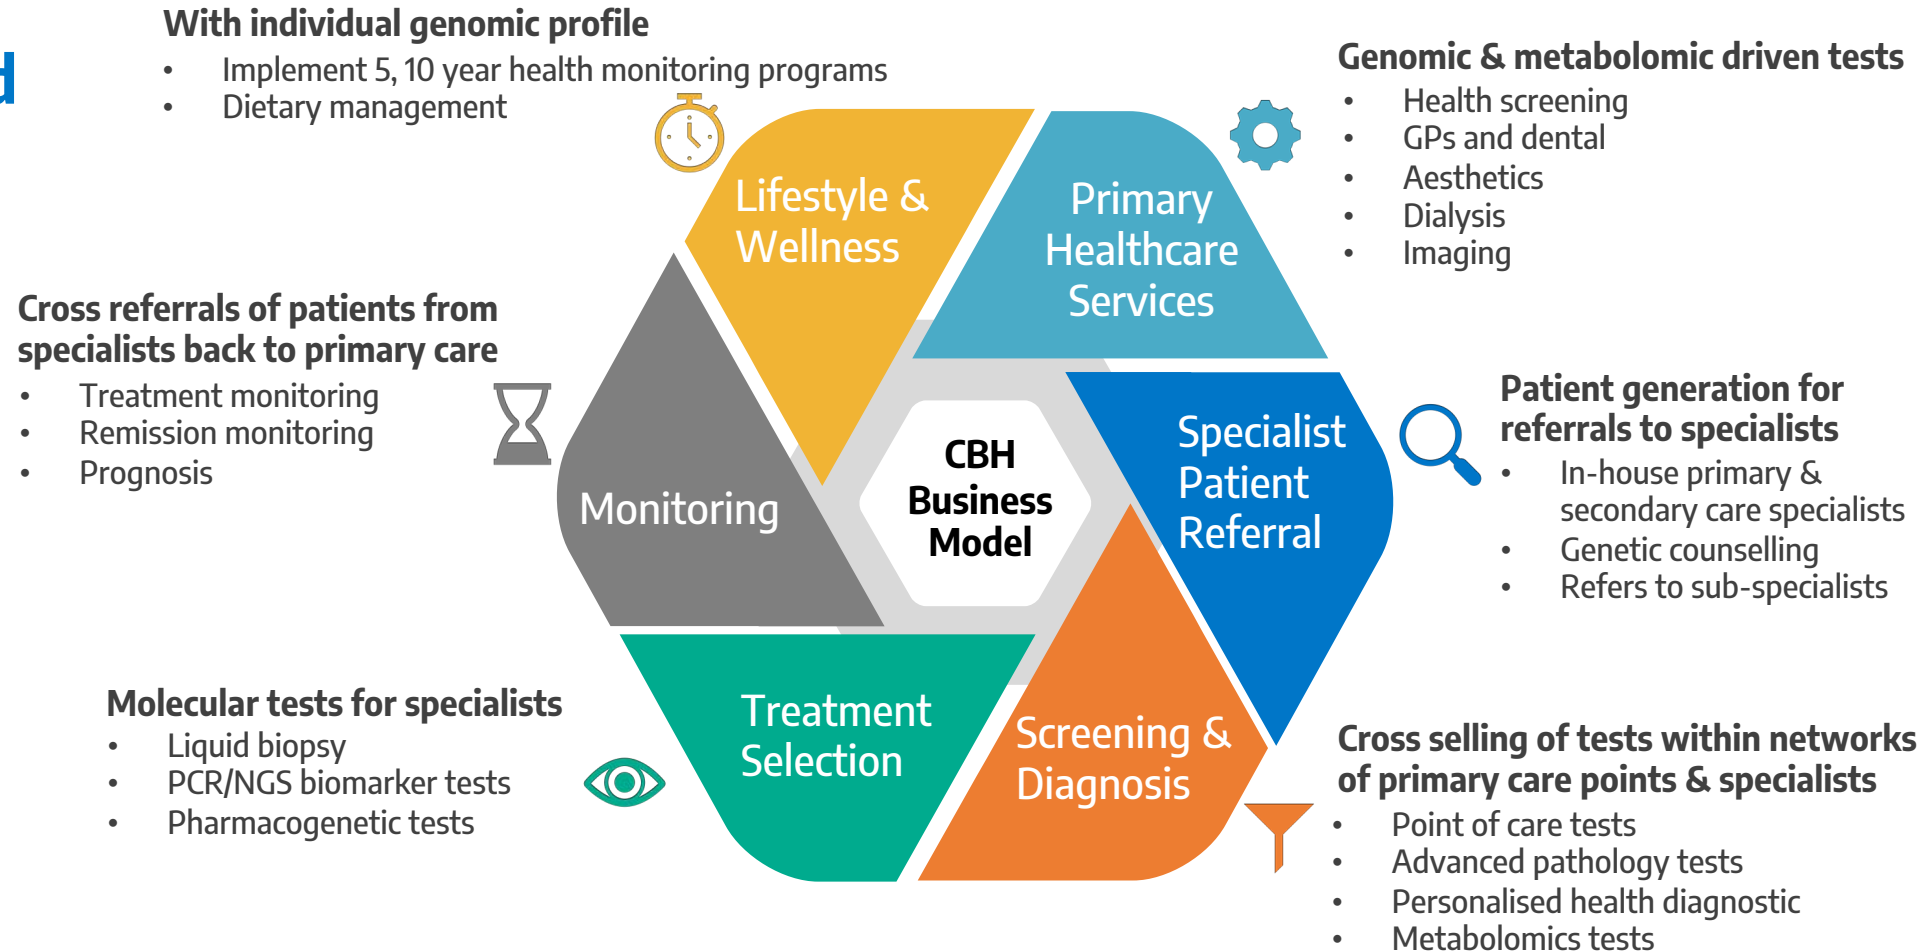 d
With individual genomic profile
• Implement 5, 10 year health monitoring programs
• Dietary management
Genomic & metabolomic driven tests
• Health screening
• GPs and dental
• Aesthetics
• Dialysis
• Imaging
Lifestyle &
Wellness
Primary
Healthcare
Services
Cross referrals of patients from
specialists back to primary care
• Treatment monitoring
• Remission monitoring
• Prognosis
Monitoring
CBH
Business
Model
Specialist
Patient
Referral
Patient generation for
referrals to specialists
• In-house primary &
secondary care specialists
• Genetic counselling
• Refers to sub-specialists
Molecular tests for specialists
• Liquid biopsy
• PCR/NGS biomarker tests
• Pharmacogenetic tests
Treatment
Selection
Screening &
Diagnosis
Cross selling of tests within networks
of primary care points & specialists
• Point of care tests
• Advanced pathology tests
• Personalised health diagnostic
• Metabolomics tests